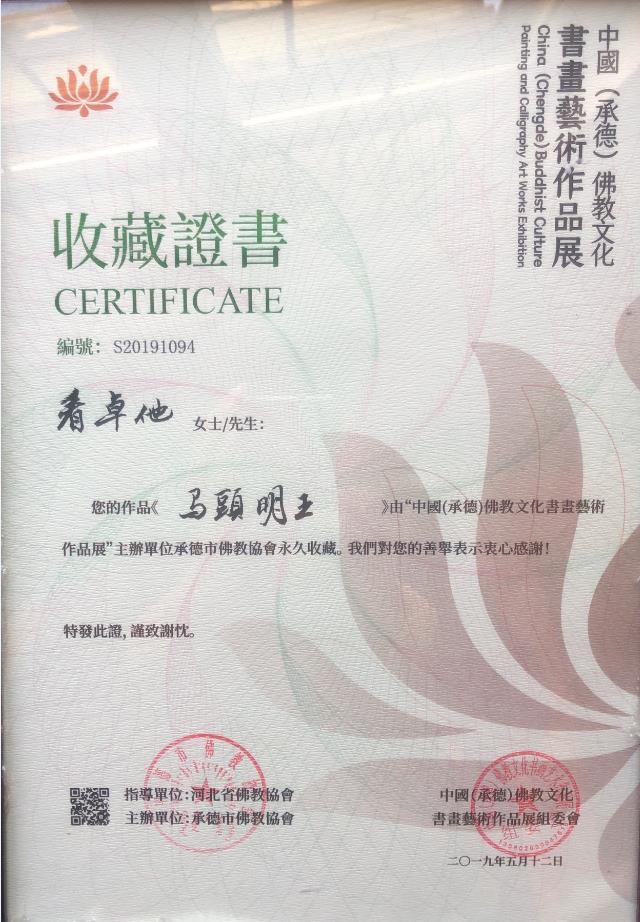 中國（承德）佛教文化
書畫藝術作品展
China (Chengde) Buddhist Culture
Painting and Calligraphy Art Works Exhibition
收藏證書
CERTIFICATE
編號：S20191094
看卓他 女士/先生：
您的作品《 马頭明王 》由“中國(承德)佛教文化書畫藝術
作品展”主辦單位承德市佛教協會永久收藏。我們對您的善舉表示衷心感謝！
特發此證，謹致謝忱。
指導單位：河北省佛教協會
主辦單位：承德市佛教協會
中國（承德）佛教文化
書畫藝術作品展組委會
二〇一九年五月十二日